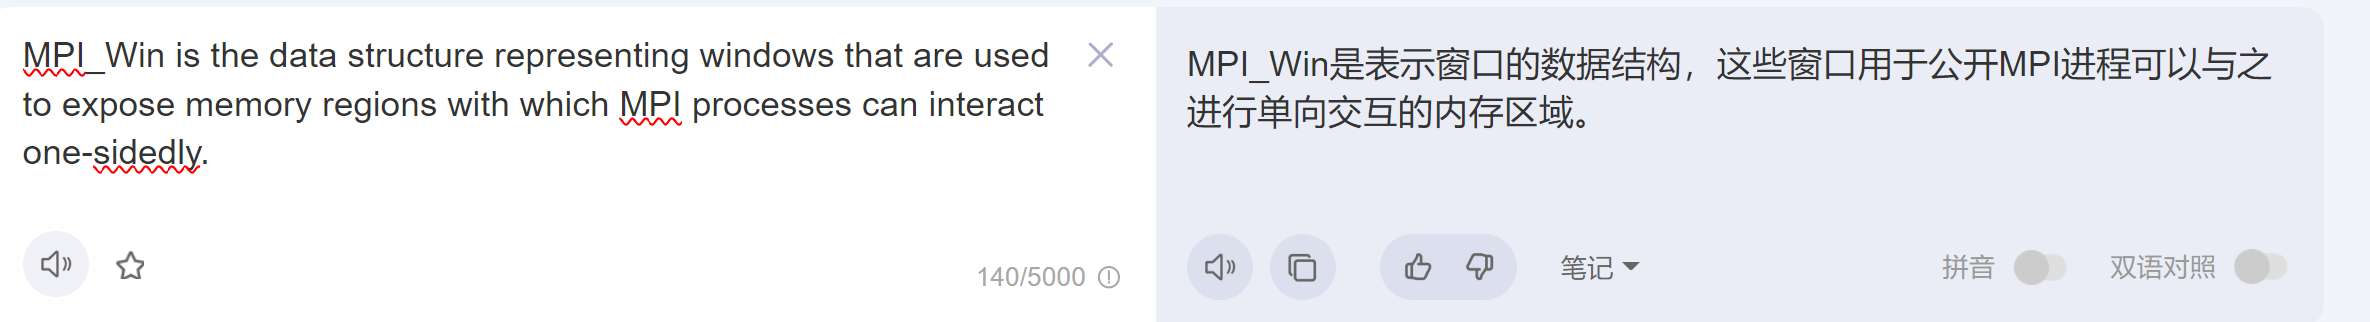 MPI_Win is the data structure representing windows that are used
to expose memory regions with which MPI processes can interact
one-sidedly.
140/5000
MPI_Win是表示窗口的数据结构，这些窗口用于公开MPI进程可以与之
进行单向交互的内存区域。
笔记
拼音
双语对照